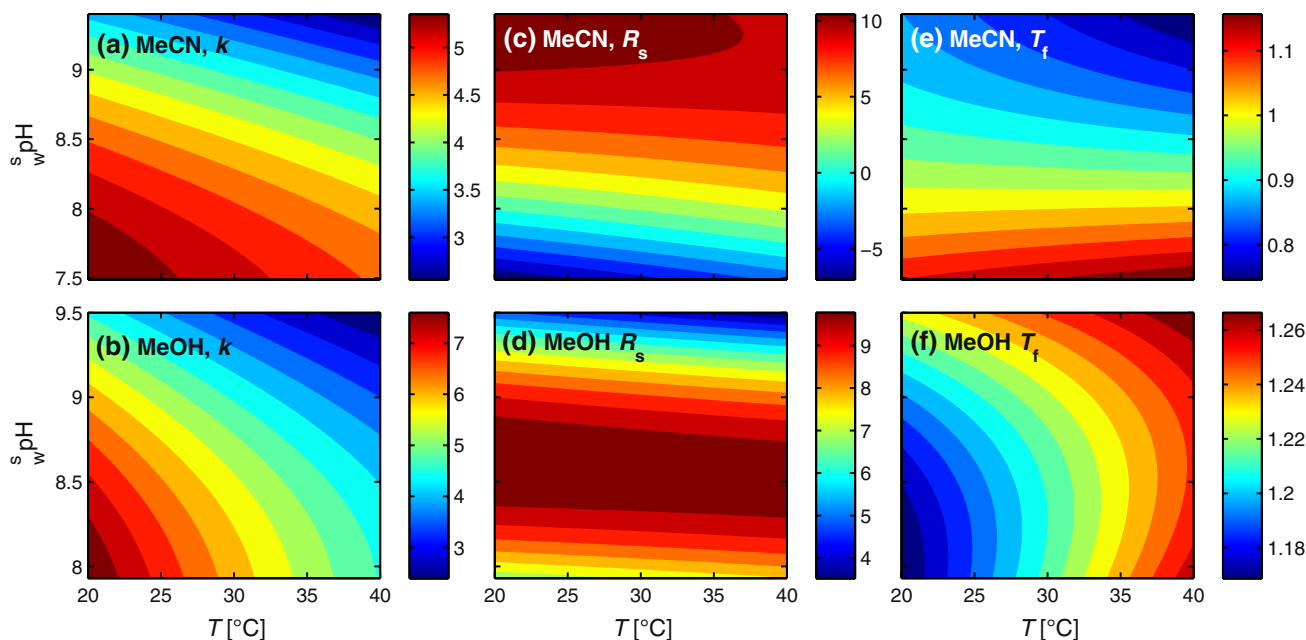 (a) MeCN, k
(c) MeCN, Rs
(e) MeCN, Tf
swpH
9
8.5
8
7.5
5
4.5
4
3.5
3
10
5
0
−5
1.1
1
0.9
0.8
(b) MeOH, k
(d) MeOH Rs
(f) MeOH Tf
swpH
9.5
9
8.5
8
7
6
5
4
3
9
8
7
6
5
4
1.26
1.24
1.22
1.2
1.18
20 25 30 35 40
20 25 30 35 40
20 25 30 35 40
T [°C]
T [°C]
T [°C]